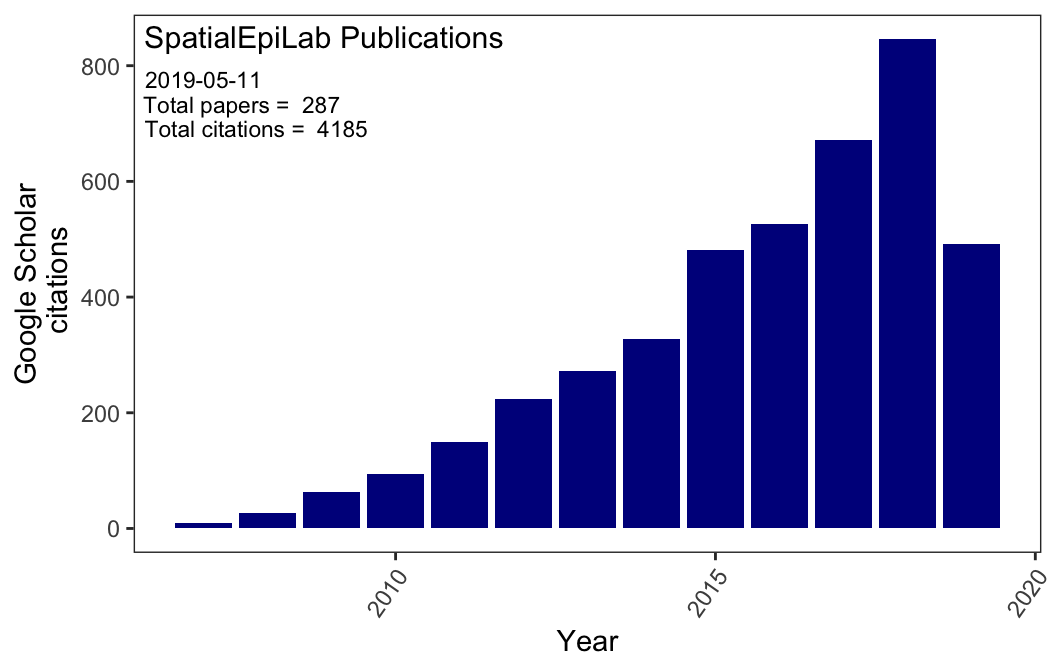 SpatialEpiLab Publications
2019-05-11
Total papers = 287
Total citations = 4185
Google Scholar
citations
800
600
400
200
0
2010
2015
2020
Year